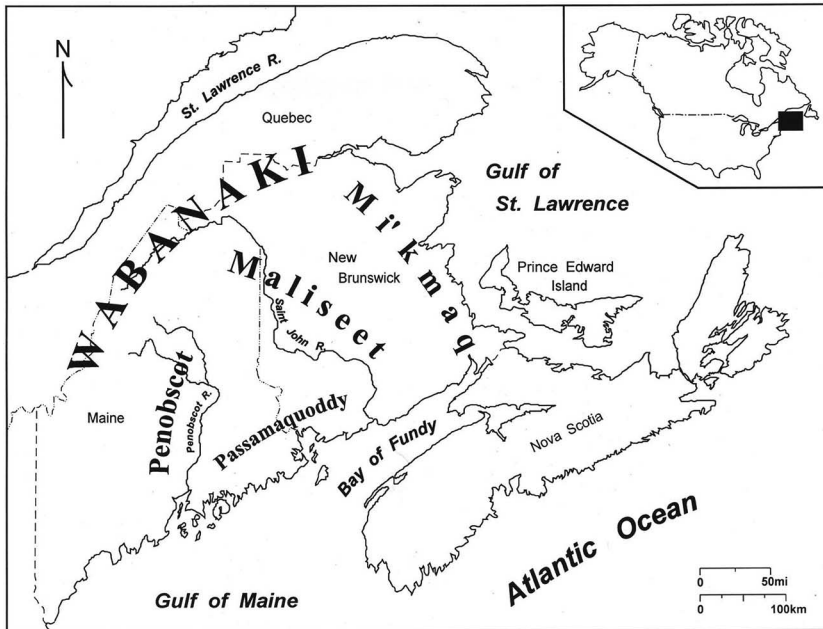 N
St. Lawrence R.
Quebec
WABANAKI
Gulf of
St. Lawrence
Mi'kmaq
New
Brunswick
Maliseet
Prince Edward
Island
Saint John R.
Penobscot
Penobscot R.
Maine
Passamaquoddy
Bay of Fundy
Nova Scotia
Atlantic Ocean
Gulf of Maine
0 50mi
0 100km